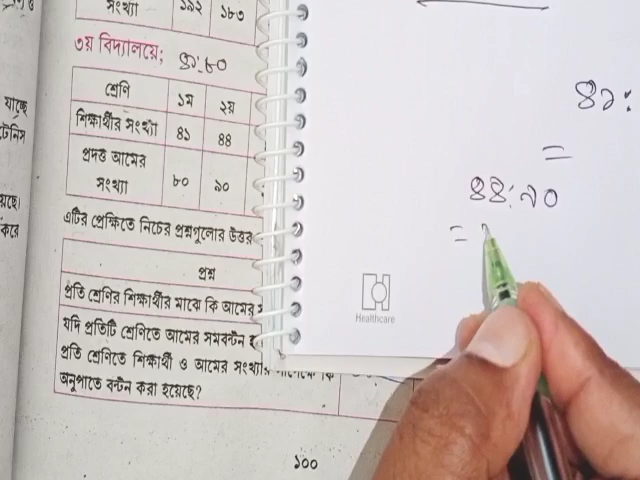 সংখ্যা ১৯২ ১৮৩
৩য় বিদ্যালয়ে; ৪১:৮০
শ্রেণি ১ম ২য়
শিক্ষার্থীর সংখ্যা ৪১ ৪৪
প্রদত্ত আমের
সংখ্যা ৮০ ৯০
এটির প্রেক্ষিতে নিচের প্রশ্নগুলোর উত্তর
প্রশ্ন
প্রতি শ্রেণির শিক্ষার্থীর মাঝে কি আমের
যদি প্রতিটি শ্রেণিতে আমের সমবন্টন
প্রতি শ্রেণিতে শিক্ষার্থী ও আমের সংখ্যার
অনুপাতে বন্টন করা হয়েছে?
১০০
যাচ্ছে
টেনিস
করে
৪১:
=
৪৪:৯০
=
Healthcare